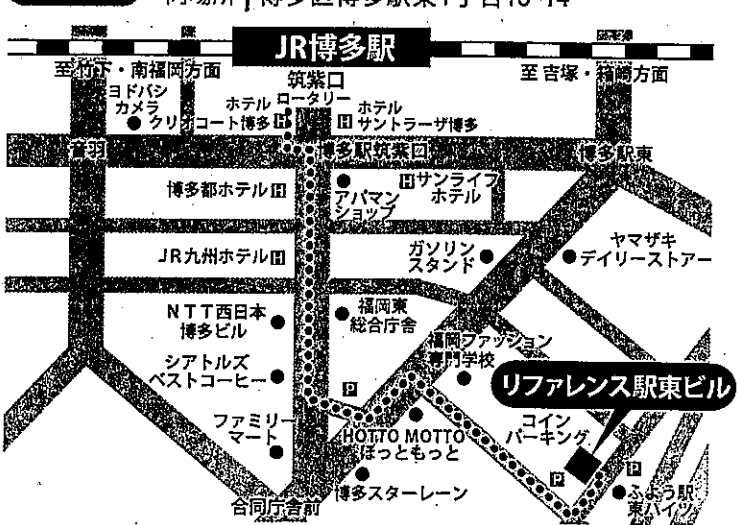 博多区博多駅東1丁目16-14
JR博多駅
至 竹下・南福岡方面
筑紫口
ロータリー
至 吉塚・箱崎方面
ヨドバシ
カメラ
ホテル
クリオコート博多 H
ホテル
H サントラーザ博多
音羽
博多駅筑紫口
博多駅東
博多都ホテル H
アパマン
ショップ
H サンライフ
ホテル
JR九州ホテル H
ガソリン
スタンド
ヤマザキ
デイリーストアー
NTT西日本
博多ビル
福岡東
総合庁舎
福岡ファッション
専門学校
シアトルズ
ベストコーヒー
P
リファレンス駅東ビル
ファミリー
マート
HOTTO MOTTO
ほっともっと
コイン
パーキング
P
P
合同庁舎前
博多スターレーン
ふよう駅
東ハイツ